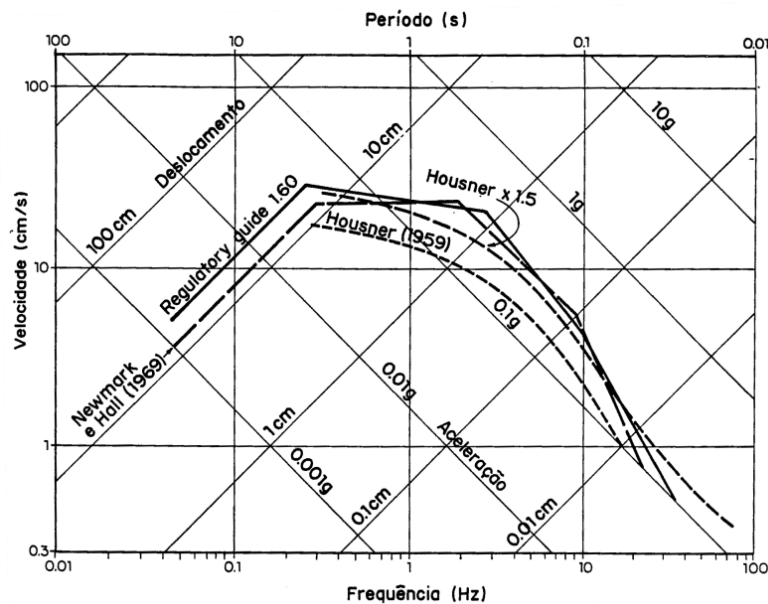 Período (s)
100
10
1
0.1
0.01
100
10
1
0.3
Velocidade (cm/s)
Deslocamento
10cm
10g
1g
Housner x 1.5
Regulatory guide 1.60
100 cm
Housner (1959)
0.1g
Newmark
e Hall (1969)
0.01g
1 cm
Aceleração
0.001g
0.1cm
0.01cm
0.01
0.1
1
10
100
Frequência (Hz)